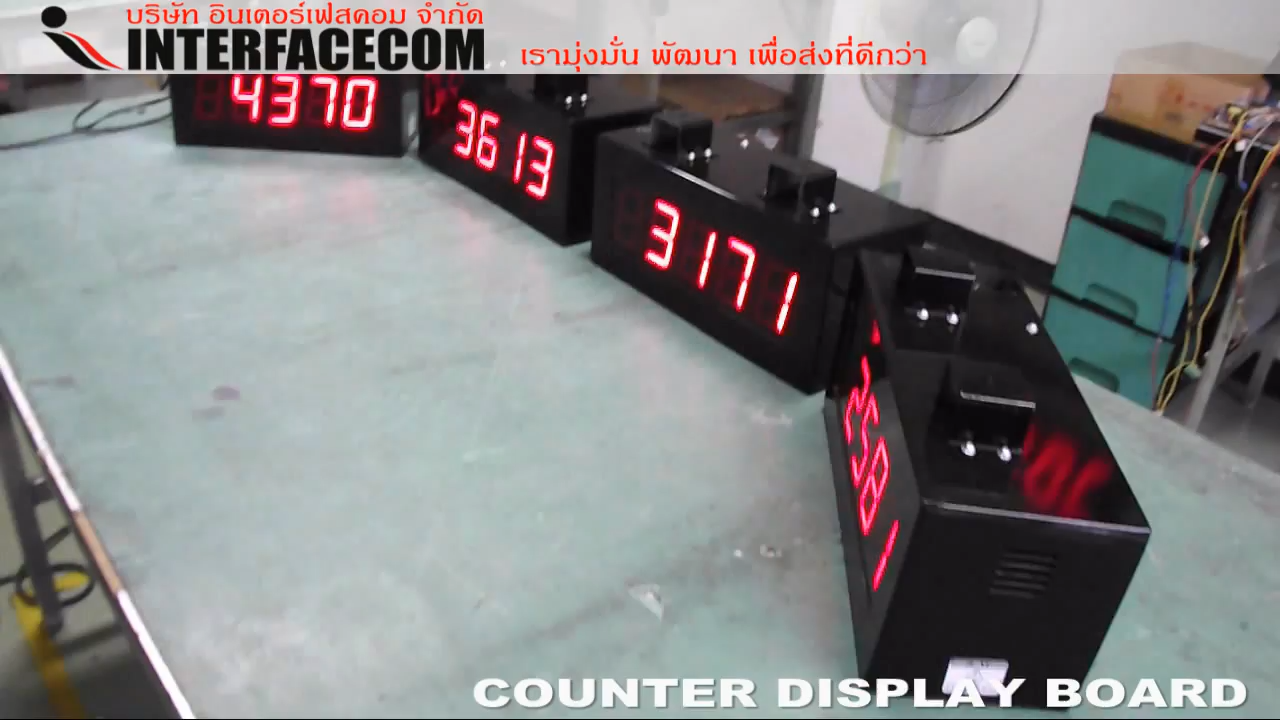 บริษัท อินเตอร์เฟสคอม จำกัด
INTERFACECOM
เรามุ่งมั่น พัฒนา เพื่อส่งที่ดีกว่า
4370
3613
3171
2581
COUNTER DISPLAY BOARD